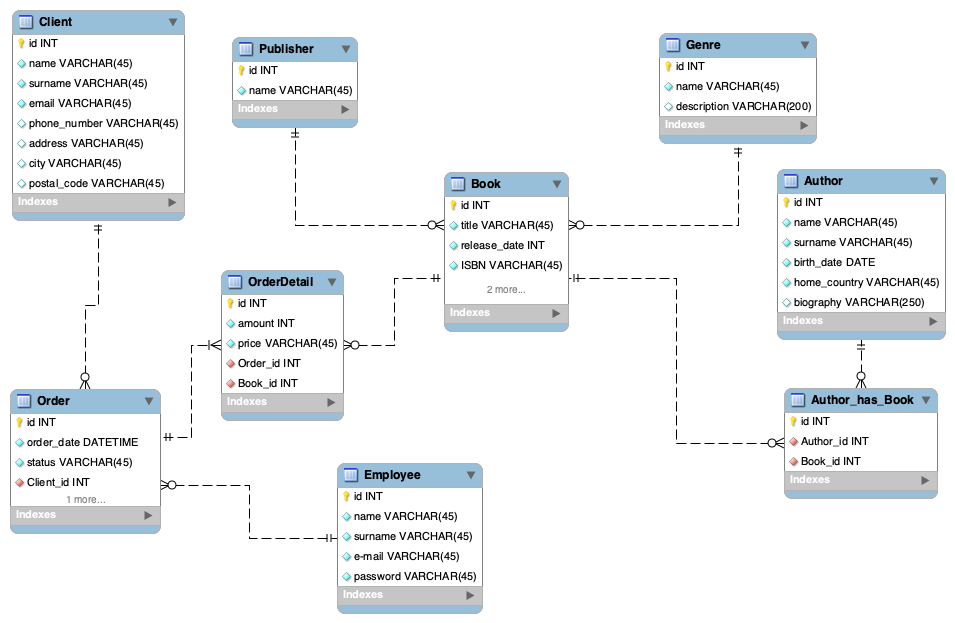 Client
id INT
name VARCHAR(45)
surname VARCHAR(45)
email VARCHAR(45)
phone_number VARCHAR(45)
address VARCHAR(45)
city VARCHAR(45)
postal_code VARCHAR(45)
Indexes
Publisher
id INT
name VARCHAR(45)
Indexes
Genre
id INT
name VARCHAR(45)
description VARCHAR(200)
Indexes
Book
id INT
title VARCHAR(45)
release_date INT
ISBN VARCHAR(45)
2 more...
Indexes
Author
id INT
name VARCHAR(45)
surname VARCHAR(45)
birth_date DATE
home_country VARCHAR(45)
biography VARCHAR(250)
Indexes
OrderDetail
id INT
amount INT
price VARCHAR(45)
Order_id INT
Book_id INT
Indexes
Order
id INT
order_date DATETIME
status VARCHAR(45)
Client_id INT
1 more...
Indexes
Author_has_Book
id INT
Author_id INT
Book_id INT
Indexes
Employee
id INT
name VARCHAR(45)
surname VARCHAR(45)
e-mail VARCHAR(45)
password VARCHAR(45)
Indexes